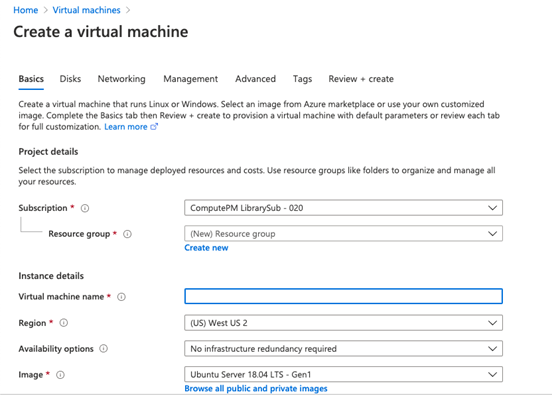 Home > Virtual machines >
Create a virtual machine
Basics Disks Networking Management Advanced Tags Review + create
Create a virtual machine that runs Linux or Windows. Select an image from Azure marketplace or use your own customized
image. Complete the Basics tab then Review + create to provision a virtual machine with default parameters or review each tab
for full customization. Learn more
Project details
Select the subscription to manage deployed resources and costs. Use resource groups like folders to organize and manage all
your resources.
Subscription * ComputePM LibrarySub - 020
Resource group * (New) Resource group
Create new
Instance details
Virtual machine name *
Region * (US) West US 2
Availability options No infrastructure redundancy required
Image * Ubuntu Server 18.04 LTS - Gen1
Browse all public and private images